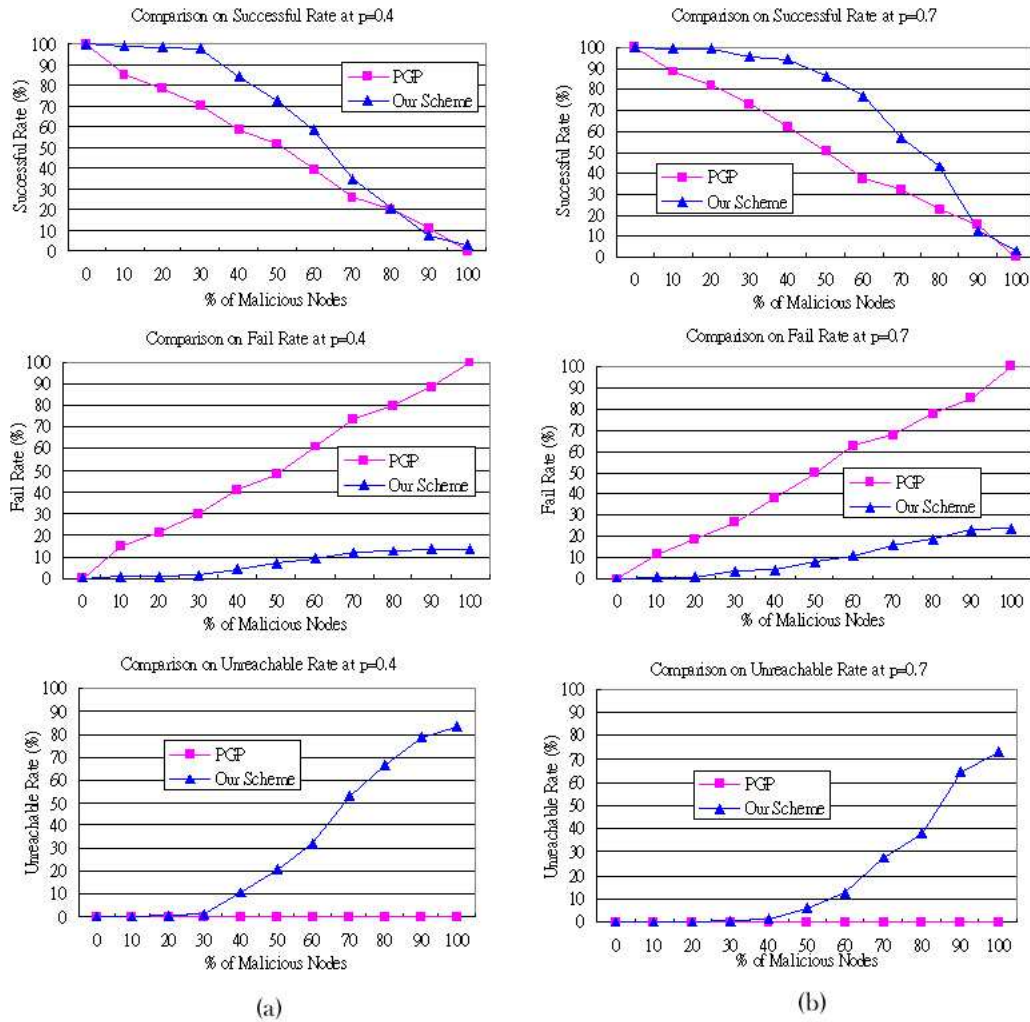 Comparison on Successful Rate at p=0.4
Successful Rate (%)
100
90
80
70
60
50
40
30
20
10
0
PGP
Our Scheme
0 10 20 30 40 50 60 70 80 90 100
% of Malicious Nodes
Comparison on Fail Rate at p=0.4
Fail Rate (%)
100
90
80
70
60
50
40
30
20
10
0
PGP
Our Scheme
0 10 20 30 40 50 60 70 80 90 100
% of Malicious Nodes
Comparison on Unreachable Rate at p=0.4
Unreachable Rate (%)
100
90
80
70
60
50
40
30
20
10
0
PGP
Our Scheme
0 10 20 30 40 50 60 70 80 90 100
% of Malicious Nodes
(a)
Comparison on Successful Rate at p=0.7
Successful Rate (%)
100
90
80
70
60
50
40
30
20
10
0
PGP
Our Scheme
0 10 20 30 40 50 60 70 80 90 100
% of Malicious Nodes
Comparison on Fail Rate at p=0.7
Fail Rate (%)
100
90
80
70
60
50
40
30
20
10
0
PGP
Our Scheme
0 10 20 30 40 50 60 70 80 90 100
% of Malicious Nodes
Comparison on Unreachable Rate at p=0.7
Unreachable Rate (%)
100
90
80
70
60
50
40
30
20
10
0
PGP
Our Scheme
0 10 20 30 40 50 60 70 80 90 100
% of Malicious Nodes
(b)